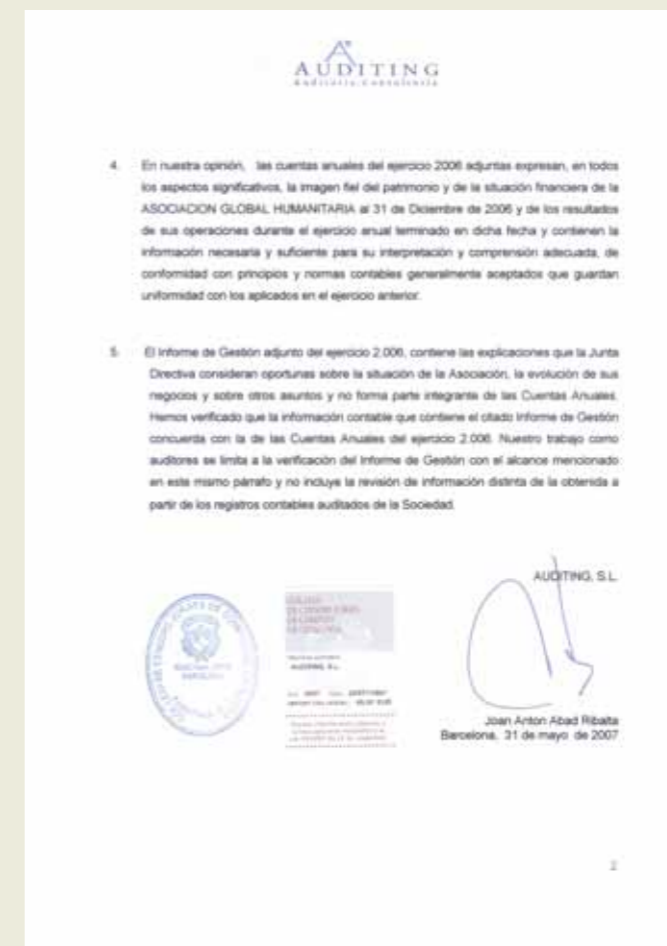 AUDITING
Auditoría, Consultoría
4. En nuestra opinión, las cuentas anuales del ejercicio 2006 adjuntas expresan, en todos
los aspectos significativos, la imagen fiel del patrimonio y de la situación financiera de la
ASOCIACION GLOBAL HUMANITARIA al 31 de Diciembre de 2006 y de los resultados
de sus operaciones durante el ejercicio anual terminado en dicha fecha y contienen la
información necesaria y suficiente para su interpretación y comprensión adecuada, de
conformidad con principios y normas contables generalmente aceptados que guardan
uniformidad con los aplicados en el ejercicio anterior.
5. El Informe de Gestión adjunto del ejercicio 2.006, contiene las explicaciones que la Junta
Directiva consideran oportunas sobre la situación de la Asociación, la evolución de sus
negocios y sobre otros asuntos y no forma parte integrante de las Cuentas Anuales.
Hemos verificado que la información contable que contiene el citado Informe de Gestión
concuerda con la de las Cuentas Anuales del ejercicio 2.006. Nuestro trabajo como
auditores se limita a la verificación del Informe de Gestión con el alcance mencionado
en este mismo párrafo y no incluye la revisión de información distinta de la obtenida a
partir de los registros contables auditados de la Sociedad.
AUDITING, S.L.
AUDITING, S.L.
Joan Anton Abad Ribalta
Barcelona, 31 de mayo de 2007
2